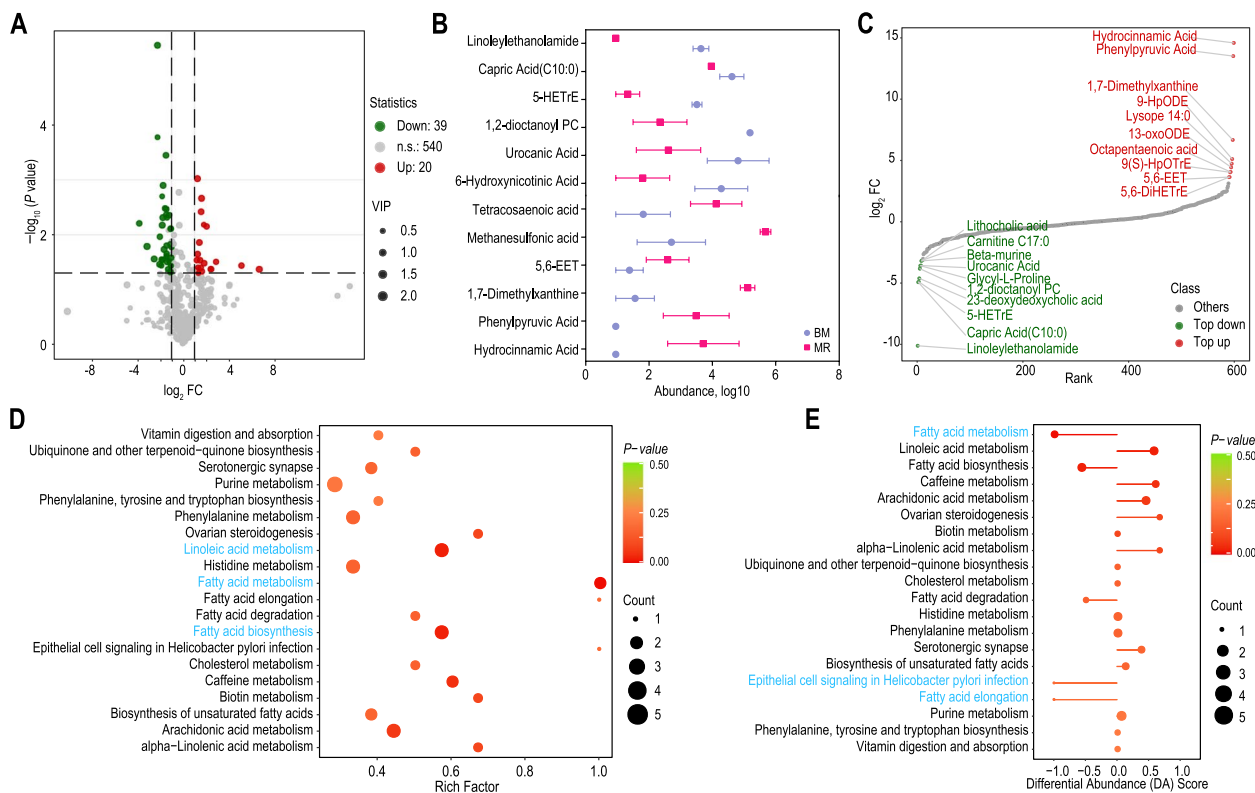 A
−log10 (P value)
4
2
0
-8
-4
0
4
8
log2 FC
Statistics
Down: 39
n.s.: 540
Up: 20
VIP
0.5
1.0
1.5
2.0
B
Linoleylethanolamide
Capric Acid(C10:0)
5-HETrE
1,2-dioctanoyl PC
Urocanic Acid
6-Hydroxynicotinic Acid
Tetracosaenoic acid
Methanesulfonic acid
5,6-EET
1,7-Dimethylxanthine
Phenylpyruvic Acid
Hydrocinnamic Acid
BM
MR
0 2 4 6 8
Abundance, log10
C
log2 FC
15
10
5
0
-5
-10
Hydrocinnamic Acid
Phenylpyruvic Acid
1,7-Dimethylxanthine
9-HpODE
Lysope 14:0
13-oxoODE
Octapentaenoic acid
9(S)-HpOTrE
5,6-EET
5,6-DiHETrE
Lithocholic acid
Carnitine C17:0
Beta-murine
Urocanic Acid
Glycyl-L-Proline
1,2-dioctanoyl PC
23-deoxydeoxycholic acid
5-HETrE
Capric Acid(C10:0)
Linoleylethanolamide
Class
Others
Top down
Top up
0 200 400 600
Rank
D
Vitamin digestion and absorption
Ubiquinone and other terpenoid−quinone biosynthesis
Serotonergic synapse
Purine metabolism
Phenylalanine, tyrosine and tryptophan biosynthesis
Phenylalanine metabolism
Ovarian steroidogenesis
Linoleic acid metabolism
Histidine metabolism
Fatty acid metabolism
Fatty acid elongation
Fatty acid degradation
Fatty acid biosynthesis
Epithelial cell signaling in Helicobacter pylori infection
Cholesterol metabolism
Caffeine metabolism
Biotin metabolism
Biosynthesis of unsaturated fatty acids
Arachidonic acid metabolism
alpha−Linolenic acid metabolism
0.4 0.6 0.8 1.0
Rich Factor
P−value
0.50
0.25
0.00
Count
1
2
3
4
5
E
Fatty acid metabolism
Linoleic acid metabolism
Fatty acid biosynthesis
Caffeine metabolism
Arachidonic acid metabolism
Ovarian steroidogenesis
Biotin metabolism
alpha−Linolenic acid metabolism
Ubiquinone and other terpenoid−quinone biosynthesis
Cholesterol metabolism
Fatty acid degradation
Histidine metabolism
Phenylalanine metabolism
Serotonergic synapse
Biosynthesis of unsaturated fatty acids
Epithelial cell signaling in Helicobacter pylori infection
Fatty acid elongation
Purine metabolism
Phenylalanine, tyrosine and tryptophan biosynthesis
Vitamin digestion and absorption
−1.0 −0.5 0.0 0.5 1.0
Differential Abundance (DA) Score
P−value
0.50
0.25
0.00
Count
1
2
3
4
5